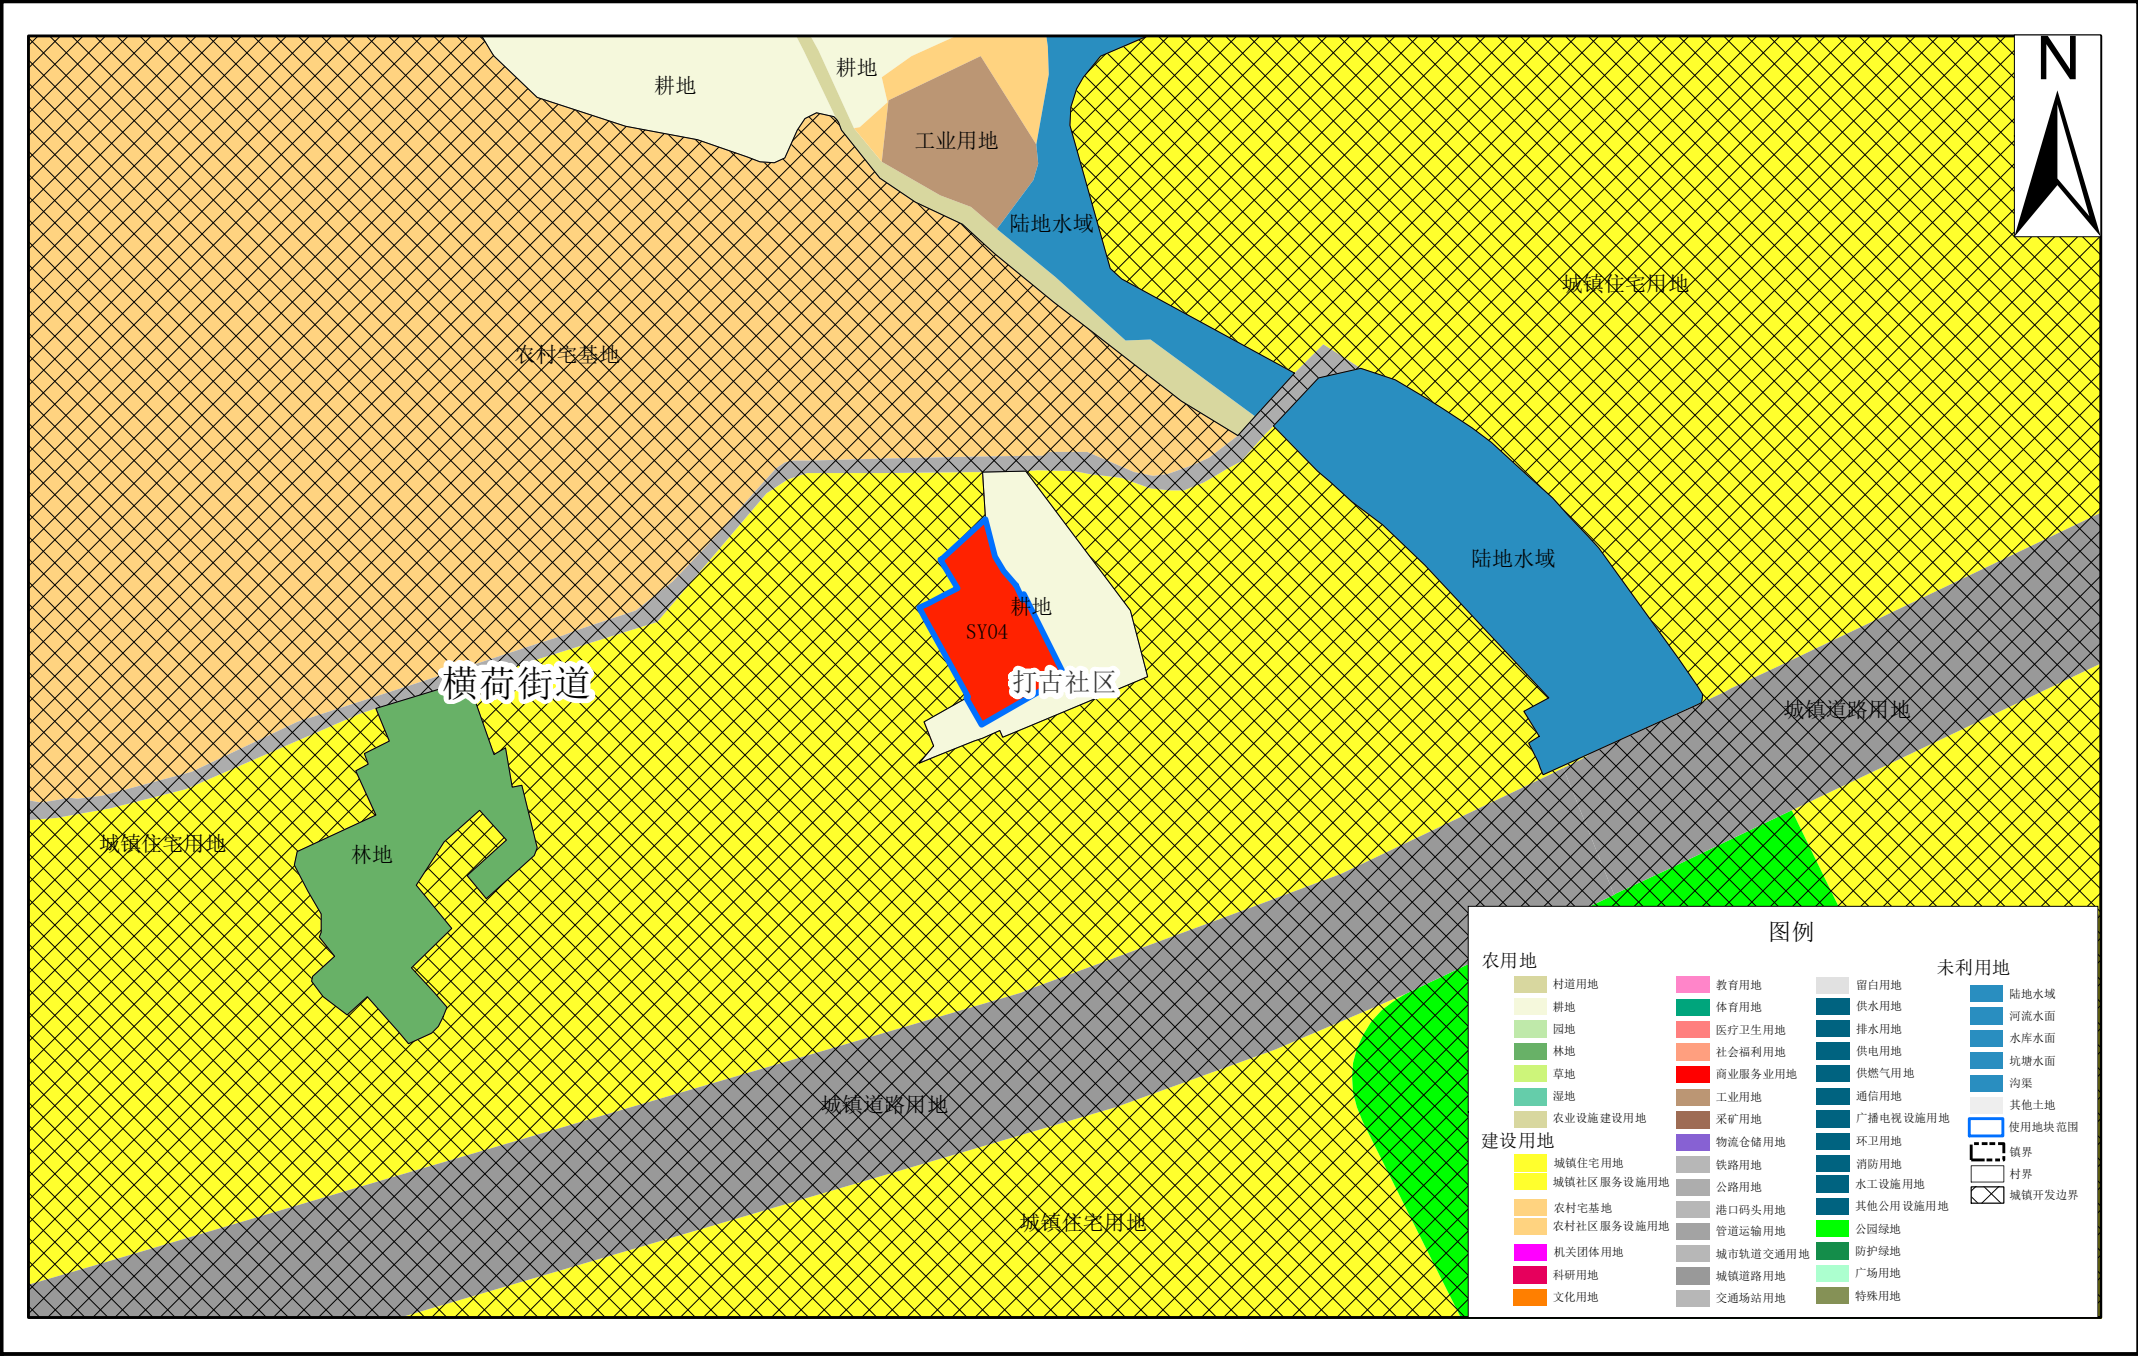 N
耕地
耕地
工业用地
陆地水域
城镇住宅用地
农村宅基地
陆地水域
耕地
SY04
打古社区
横荷街道
城镇道路用地
城镇住宅用地
林地
城镇道路用地
城镇住宅用地
图例
农用地
村道用地
耕地
园地
林地
草地
湿地
农业设施建设用地
建设用地
城镇住宅用地
城镇社区服务设施用地
农村宅基地
农村社区服务设施用地
机关团体用地
科研用地
文化用地
教育用地
体育用地
医疗卫生用地
社会福利用地
商业服务业用地
工业用地
采矿用地
物流仓储用地
铁路用地
公路用地
港口码头用地
管道运输用地
城市轨道交通用地
城镇道路用地
交通场站用地
留白用地
供水用地
排水用地
供电用地
供燃气用地
通信用地
广播电视设施用地
环卫用地
消防用地
水工设施用地
其他公用设施用地
公园绿地
防护绿地
广场用地
特殊用地
未利用地
陆地水域
河流水面
水库水面
坑塘水面
沟渠
其他土地
使用地块范围
镇界
村界
城镇开发边界